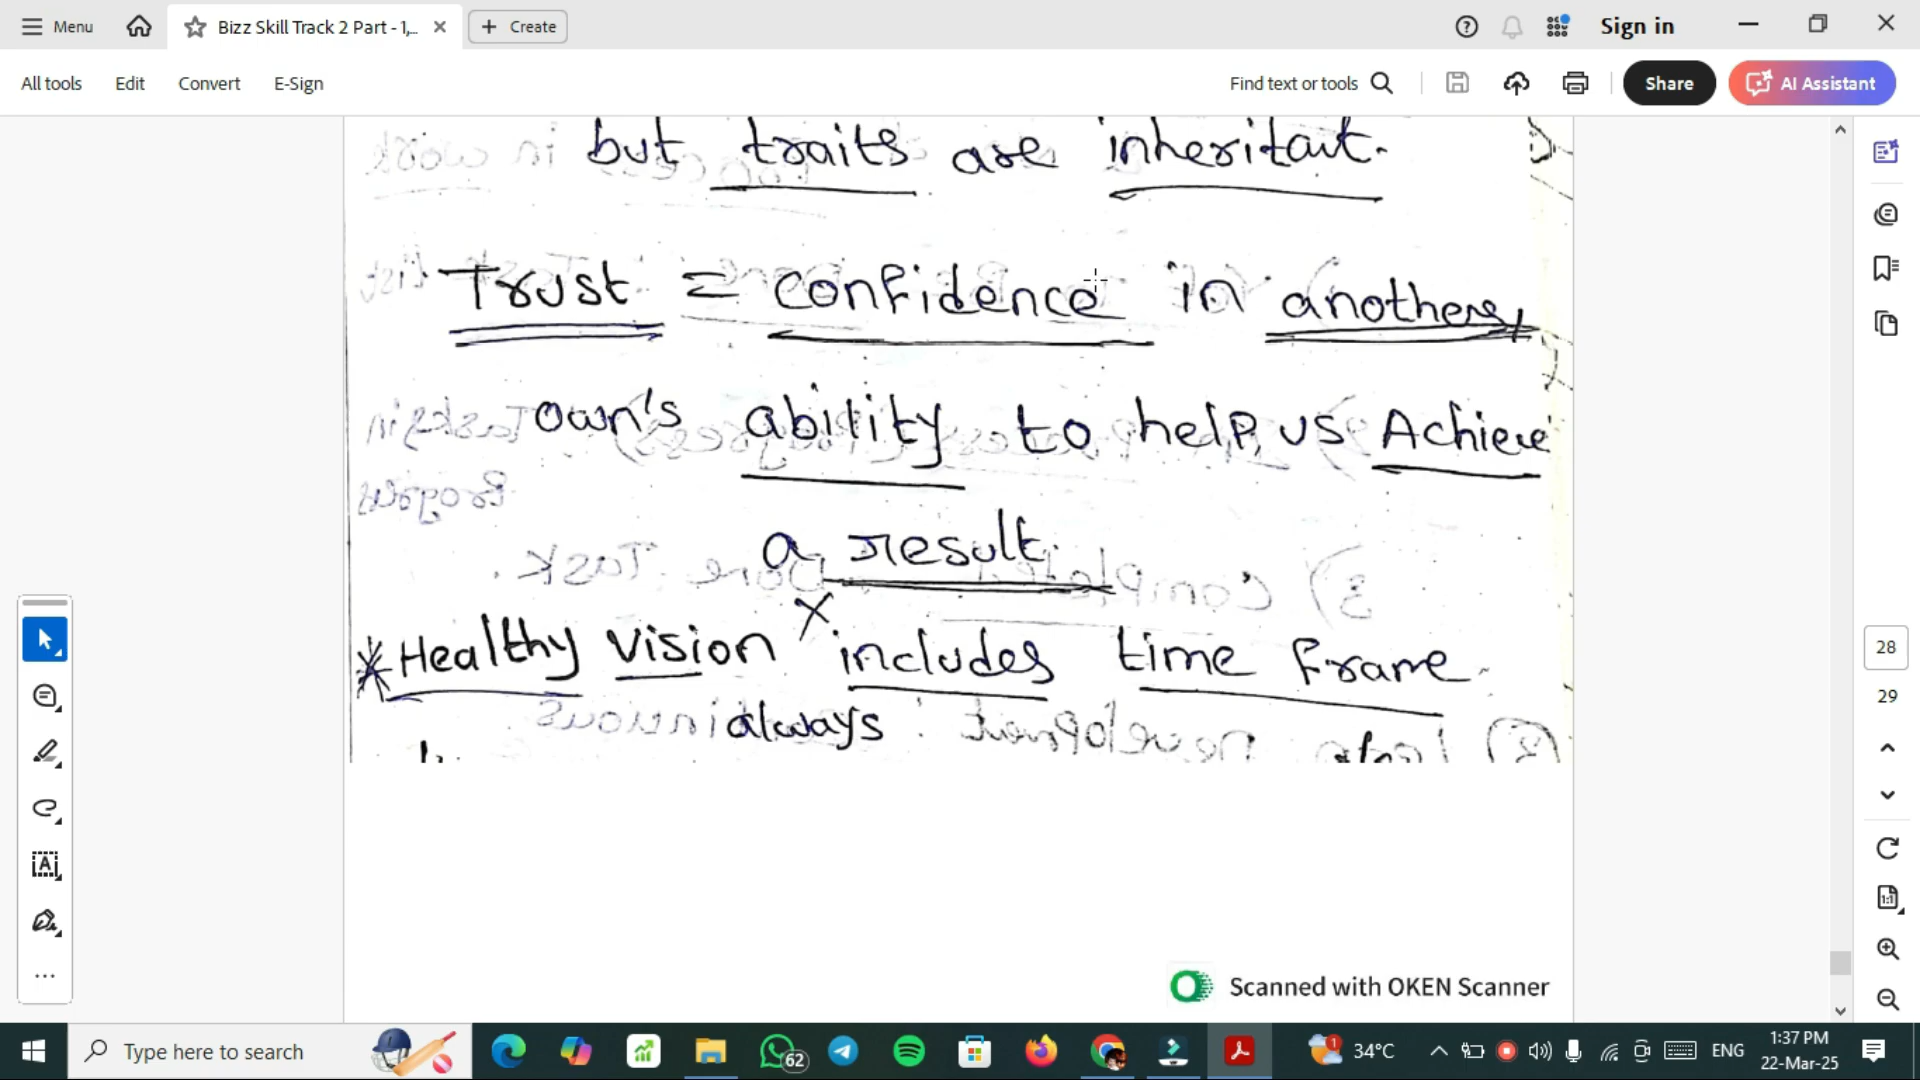 Menu
Bizz Skill Track 2 Part - 1,...
Create
Sign in
All tools
Edit
Convert
E-Sign
Find text or tools
Share
AI Assistant
but traits are inheritant.
Trust = confidence in anothers,
own's ability to help us Achieve
a result.
*Healthy vision x includes time frame.
always
28
29
Scanned with OKEN Scanner
Type here to search
62
1
34°C
ENG
1:37 PM
22-Mar-25